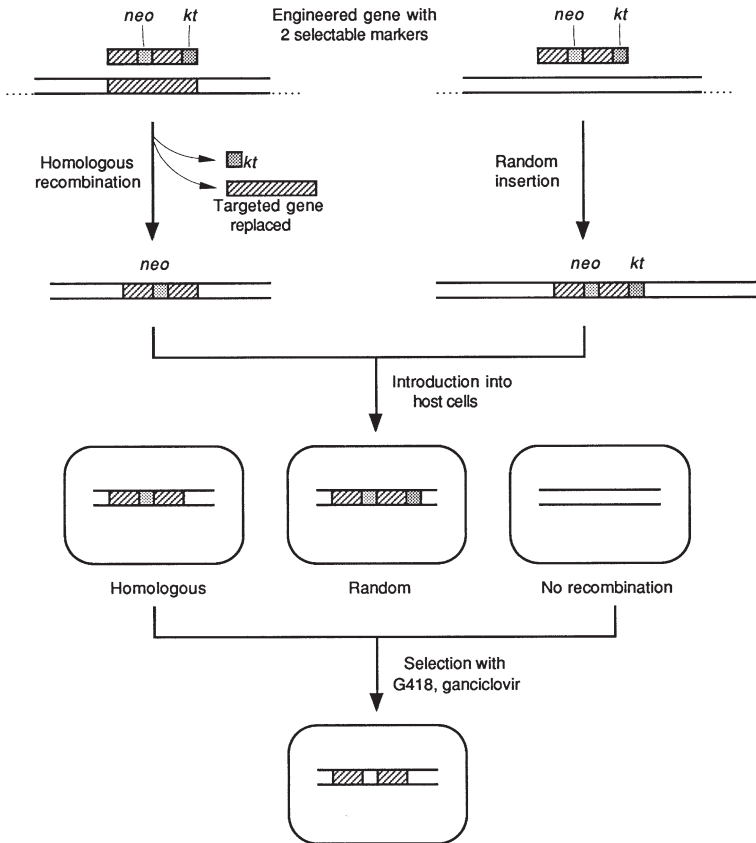 neo kt
Engineered gene with
2 selectable markers
neo kt
Homologous
recombination
kt
Targeted gene
replaced
Random
insertion
neo
neo kt
Introduction into
host cells
Homologous
Random
No recombination
Selection with
G418, ganciclovir